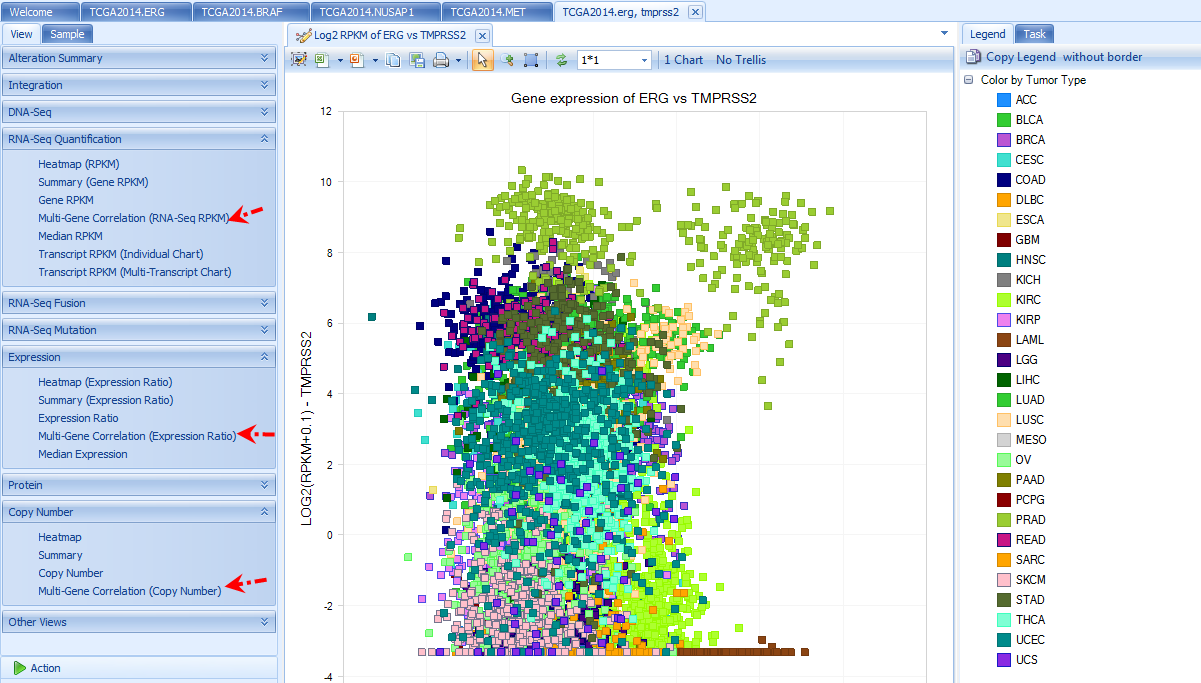 Welcome
TCGA2014.ERG
TCGA2014.BRAF
TCGA2014.NUSAP1
TCGA2014.MET
TCGA2014.erg, tmprss2
View
Sample
Alteration Summary
Integration
DNA-Seq
RNA-Seq Quantification
Heatmap (RPKM)
Summary (Gene RPKM)
Gene RPKM
Multi-Gene Correlation (RNA-Seq RPKM)
Median RPKM
Transcript RPKM (Individual Chart)
Transcript RPKM (Multi-Transcript Chart)
RNA-Seq Fusion
RNA-Seq Mutation
Expression
Heatmap (Expression Ratio)
Summary (Expression Ratio)
Expression Ratio
Multi-Gene Correlation (Expression Ratio)
Median Expression
Protein
Copy Number
Heatmap
Summary
Copy Number
Multi-Gene Correlation (Copy Number)
Other Views
Action
Log2 RPKM of ERG vs TMPRSS2
1*1
1 Chart
No Trellis
Gene expression of ERG vs TMPRSS2
LOG2(RPKM+0.1) - TMPRSS2
12
10
8
6
4
2
0
-2
-4
Legend
Task
Copy Legend without border
Color by Tumor Type
ACC
BLCA
BRCA
CESC
COAD
DLBC
ESCA
GBM
HNSC
KICH
KIRC
KIRP
LAML
LGG
LIHC
LUAD
LUSC
MESO
OV
PAAD
PCPG
PRAD
READ
SARC
SKCM
STAD
THCA
UCEC
UCS